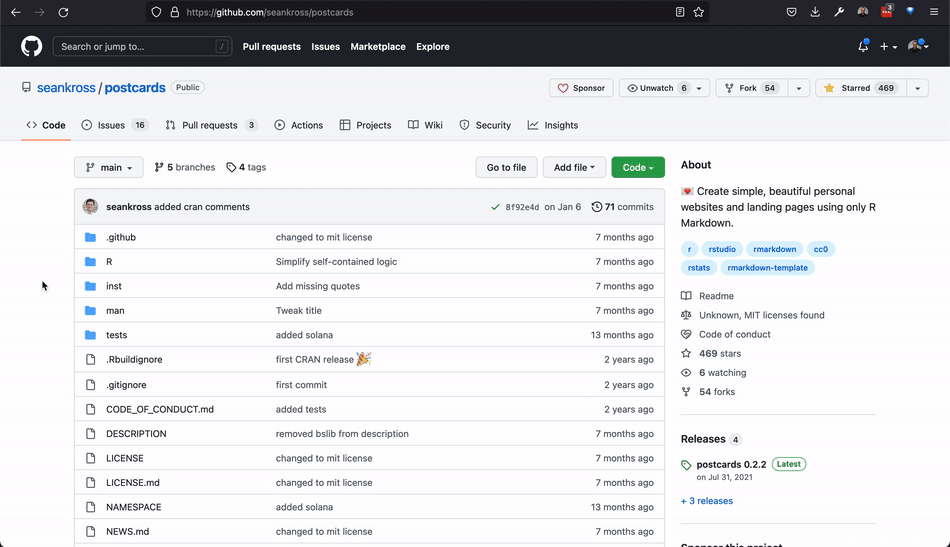 https://github.com/seankross/postcards
3
Search or jump to... /
Pull requests Issues Marketplace Explore
seankross / postcards Public
Sponsor Unwatch 6 Fork 54 Starred 469
Code Issues 16 Pull requests 3 Actions Projects Wiki Security Insights
main 5 branches 4 tags Go to file Add file Code
seankross added cran comments 8f92e4d on Jan 6 71 commits
.github changed to mit license 7 months ago
R Simplify self-contained logic 7 months ago
inst Add missing quotes 7 months ago
man Tweak title 7 months ago
tests added solana 13 months ago
.Rbuildignore first CRAN release 🎉 2 years ago
.gitignore first commit 2 years ago
CODE_OF_CONDUCT.md added tests 2 years ago
DESCRIPTION removed bslib from description 7 months ago
LICENSE changed to mit license 7 months ago
LICENSE.md changed to mit license 7 months ago
NAMESPACE added solana 13 months ago
NEWS.md changed to mit license 7 months ago
About
💌 Create simple, beautiful personal
websites and landing pages using only R
Markdown.
r rstudio rmarkdown cc0
rstats rmarkdown-template
Readme
Unknown, MIT licenses found
Code of conduct
469 stars
6 watching
54 forks
Releases 4
postcards 0.2.2 Latest
on Jul 31, 2021
+ 3 releases
Sponsor this project